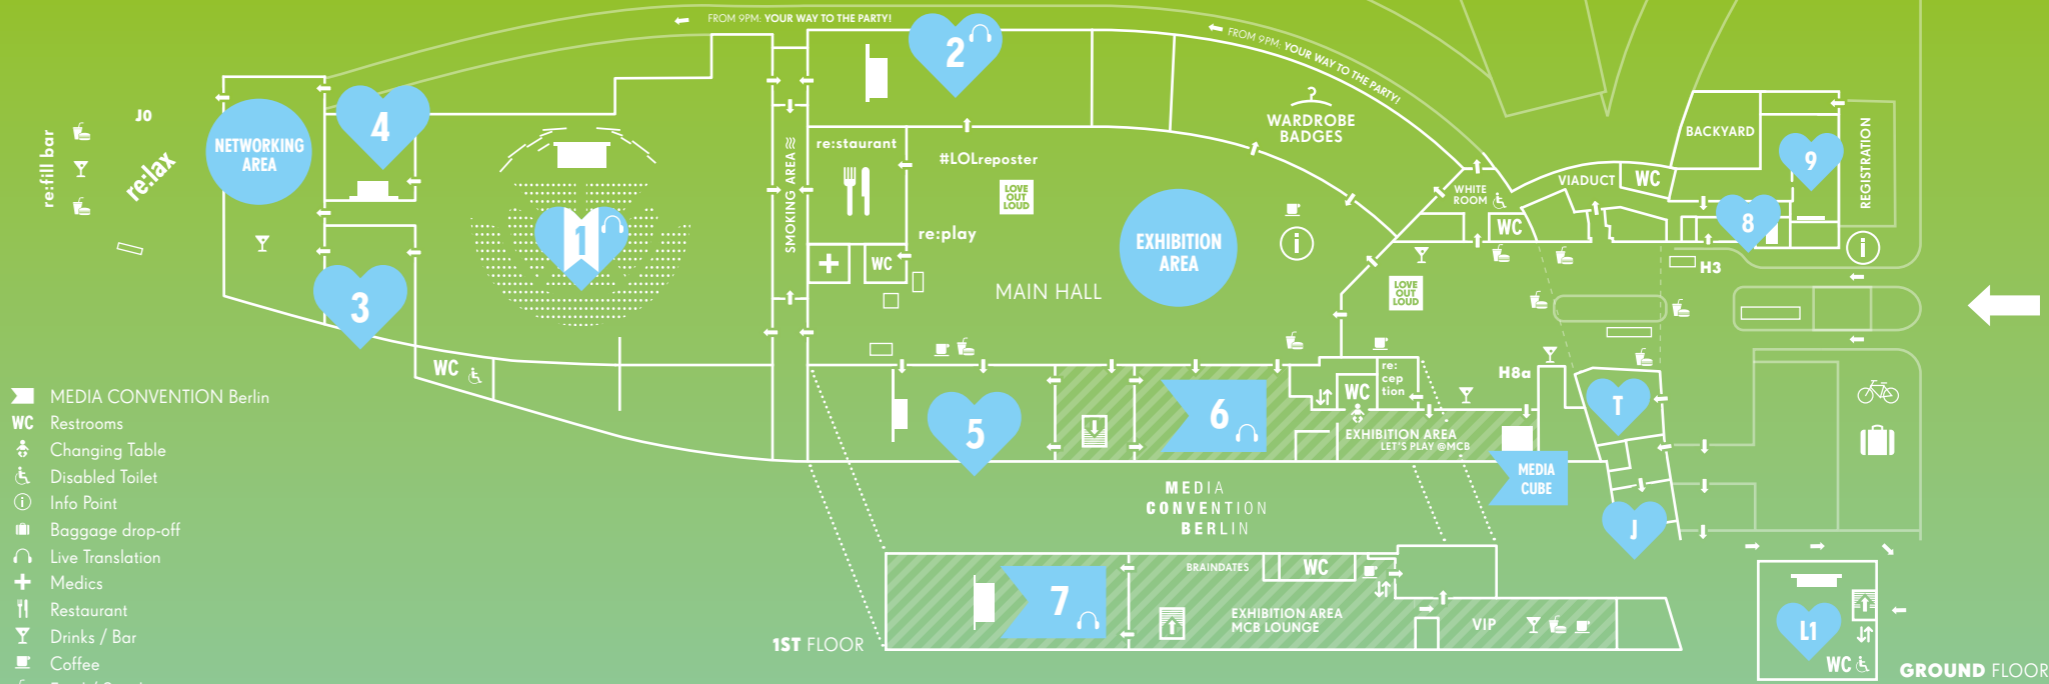 FROM 9PM: YOUR WAY TO THE PARTY!
FROM 9PM: YOUR WAY TO THE PARTY!
2
WARDROBE
BADGES
BACKYARD
9
REGISTRATION
J0
re:fill bar
re:lax
NETWORKING
AREA
4
re:staurant
#LOLreposter
LOVE
OUT
LOUD
SMOKING AREA
1
re:play
WC
EXHIBITION
AREA
MAIN HALL
WHITE
ROOM
WC
VIADUCT
WC
8
H3
LOVE
OUT
LOUD
3
WC
5
6
WC
re:
cep
tion
H8a
T
EXHIBITION AREA
LET'S PLAY @MCB
MEDIA
CUBE
J
MEDIA
CONVENTION
BERLIN
7
BRAINDATES
WC
EXHIBITION AREA
MCB LOUNGE
VIP
1ST FLOOR
L1
WC
GROUND FLOOR
MEDIA CONVENTION Berlin
WC Restrooms
Changing Table
Disabled Toilet
Info Point
Baggage drop-off
Live Translation
Medics
Restaurant
Drinks / Bar
Coffee